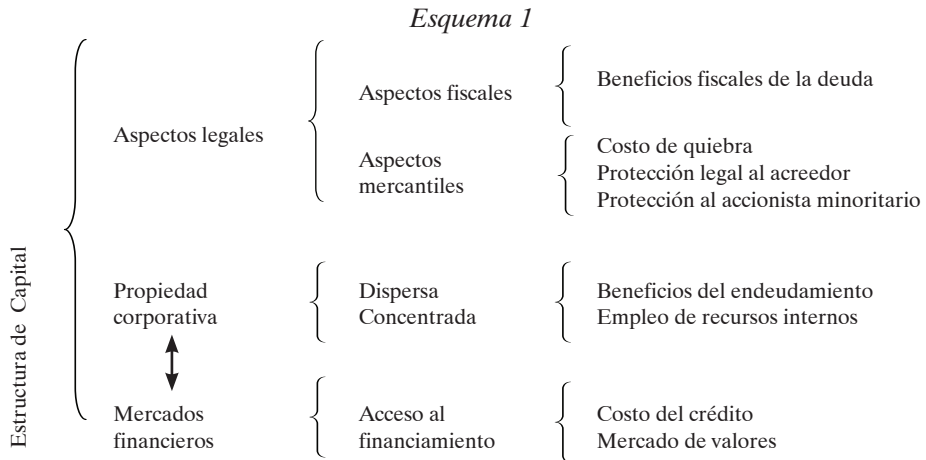 Esquema 1
Estructura de Capital
Aspectos legales
Aspectos fiscales
Beneficios fiscales de la deuda
Aspectos
mercantiles
Costo de quiebra
Protección legal al acreedor
Protección al accionista minoritario
Propiedad
corporativa
Dispersa
Concentrada
Beneficios del endeudamiento
Empleo de recursos internos
Mercados
financieros
Acceso al
financiamiento
Costo del crédito
Mercado de valores